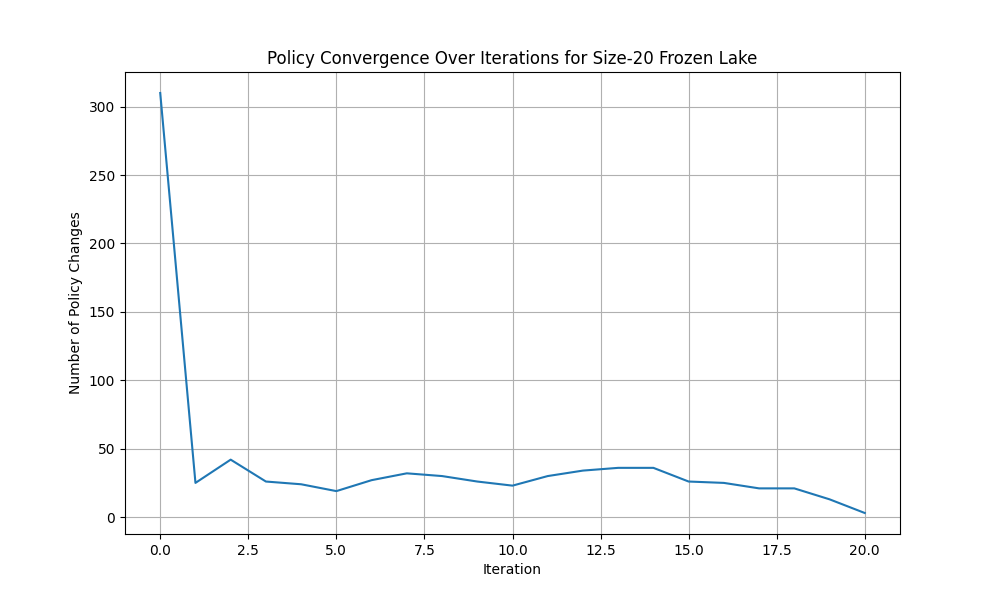 Policy Convergence Over Iterations for Size-20 Frozen Lake
Number of Policy Changes
300
250
200
150
100
50
0
0.0 2.5 5.0 7.5 10.0 12.5 15.0 17.5 20.0
Iteration